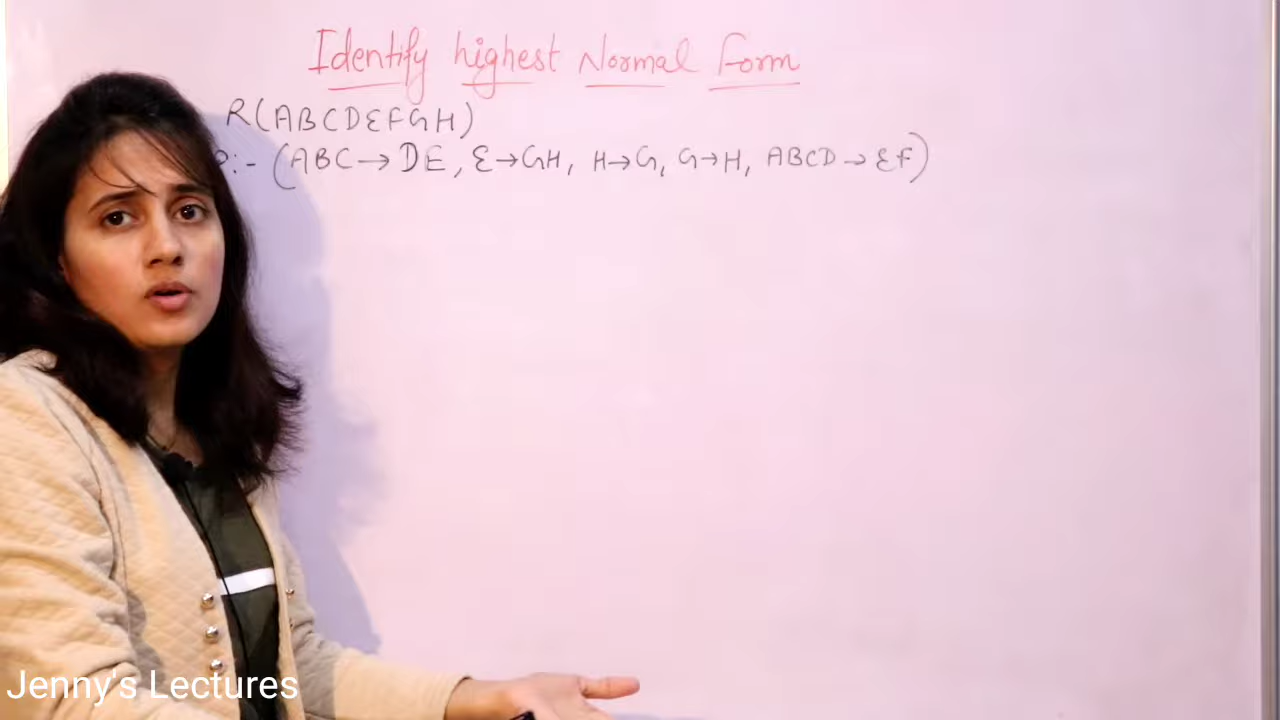 Identify highest Normal Form
R(ABCDEFGH)
:- (ABC→DE, E→GH, H→G, G→H, ABCD→EF)
Jenny's Lectures